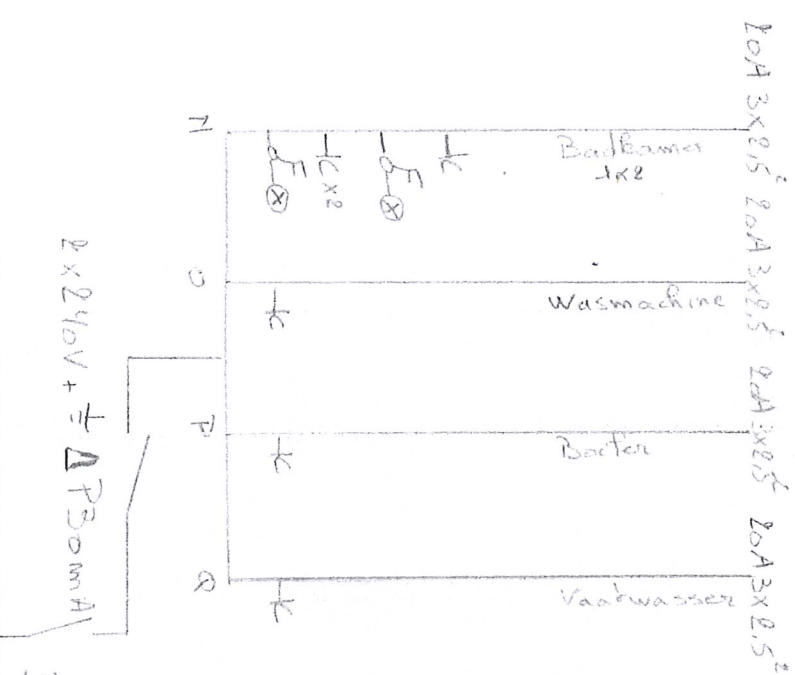 N
Badkamer
1x2
x2
20A 3x2,5²
O
Wasmachine
20A 3x2,5²
P
Boiler
20A 3x2,5²
Q
Vaatwasser
20A 3x2.5²
2x240V + ⏚ Δ P30mmA